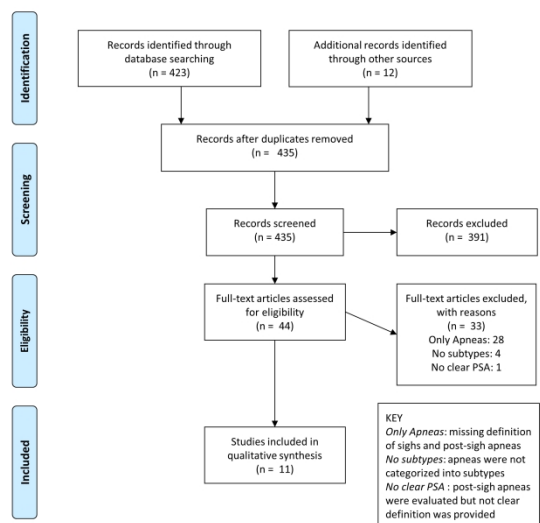 Identification
Records identified through
database searching
(n = 423)
Additional records identified
through other sources
(n = 12)
Records after duplicates removed
(n = 435)
Screening
Records screened
(n = 435)
Records excluded
(n = 391)
Eligibility
Full-text articles assessed
for eligibility
(n = 44)
Full-text articles excluded,
with reasons
(n = 33)
Only Apneas: 28
No subtypes: 4
No clear PSA: 1
Included
Studies included in
qualitative synthesis
(n = 11)
KEY
Only Apneas: missing definition
of sighs and post-sigh apneas
No subtypes: apneas were not
categorized into subtypes
No clear PSA : post-sigh apneas
were evaluated but not clear
definition was provided